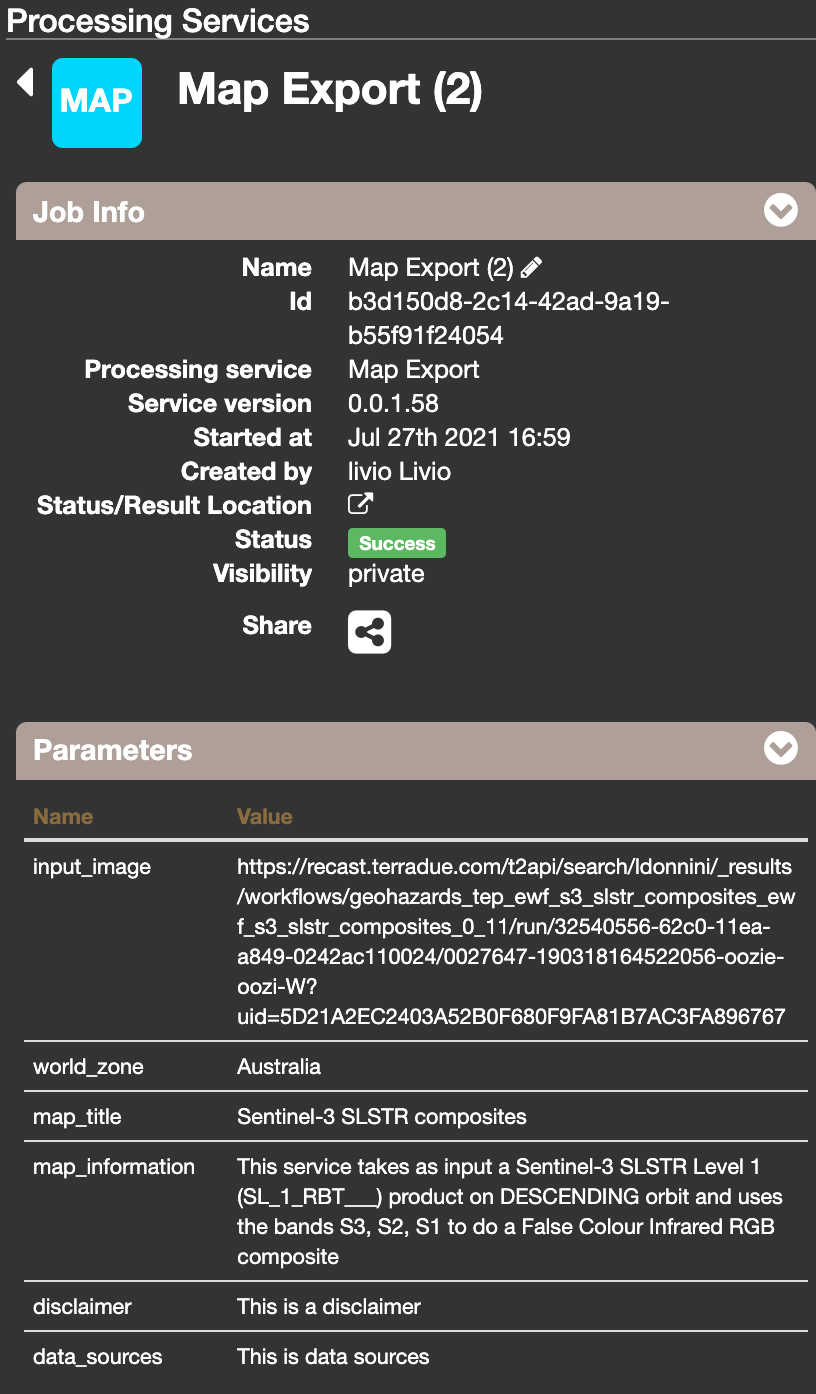 Processing Services
MAP
Map Export (2)
Job Info
Name Map Export (2)
Id b3d150d8-2c14-42ad-9a19-
b55f91f24054
Processing service Map Export
Service version 0.0.1.58
Started at Jul 27th 2021 16:59
Created by livio Livio
Status/Result Location
Status Success
Visibility private
Share
Parameters
Name Value
input_image https://recast.terradue.com/t2api/search/ldonnini/_results
/workflows/geohazards_tep_ewf_s3_slstr_composites_ew
f_s3_slstr_composites_0_11/run/32540556-62c0-11ea-
a849-0242ac110024/0027647-190318164522056-oozie-
oozi-W?
uid=5D21A2EC2403A52B0F680F9FA81B7AC3FA896767
world_zone Australia
map_title Sentinel-3 SLSTR composites
map_information This service takes as input a Sentinel-3 SLSTR Level 1
(SL_1_RBT___) product on DESCENDING orbit and uses
the bands S3, S2, S1 to do a False Colour Infrared RGB
composite
disclaimer This is a disclaimer
data_sources This is data sources